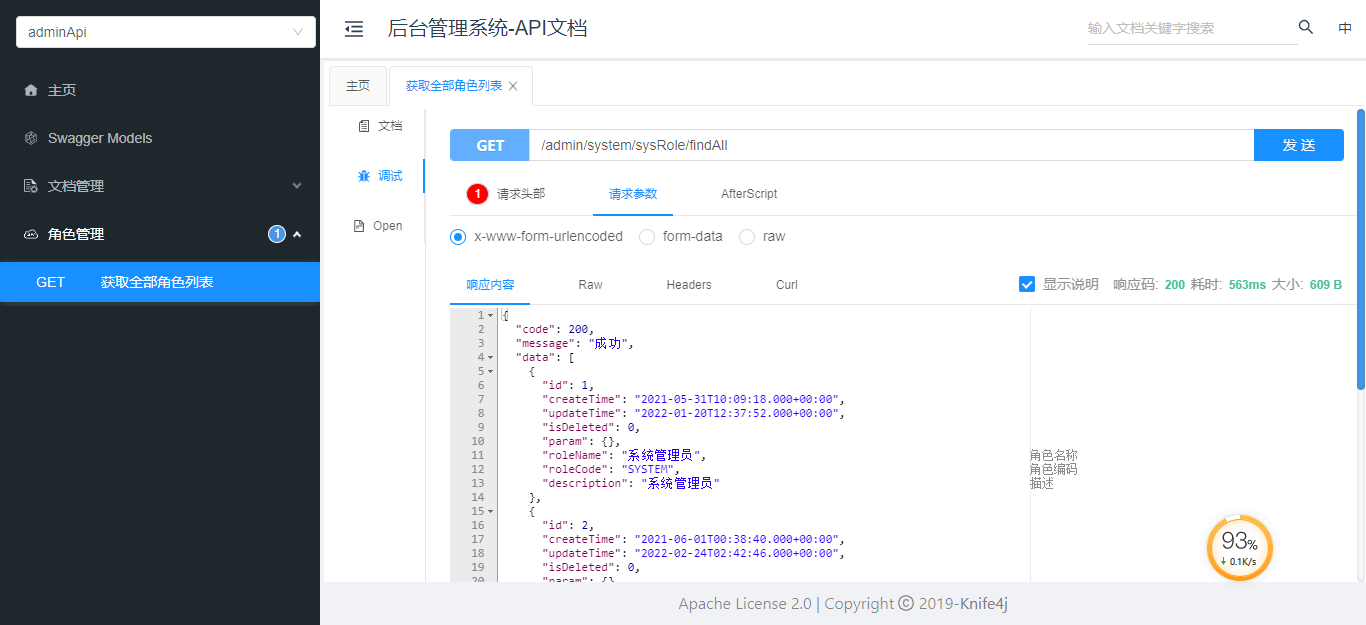 adminApi
主页
Swagger Models
文档管理
角色管理
1
GET 获取全部角色列表
后台管理系统-API文档
输入文档关键字搜索
中
主页
获取全部角色列表
文档
调试
Open
GET /admin/system/sysRole/findAll 发 送
1 请求头部 请求参数 AfterScript
x-www-form-urlencoded form-data raw
响应内容 Raw Headers Curl 显示说明 响应码: 200 耗时: 563ms 大小: 609 B
1 {
2 "code": 200,
3 "message": "成功",
4 "data": [
5 {
6 "id": 1,
7 "createTime": "2021-05-31T10:09:18.000+00:00",
8 "updateTime": "2022-01-20T12:37:52.000+00:00",
9 "isDeleted": 0,
10 "param": {},
11 "roleName": "系统管理员", 角色名称
12 "roleCode": "SYSTEM", 角色编码
13 "description": "系统管理员" 描述
14 },
15 {
16 "id": 2,
17 "createTime": "2021-06-01T00:38:40.000+00:00",
18 "updateTime": "2022-02-24T02:42:46.000+00:00",
19 "isDeleted": 0,
20 "param": {}
93%
0.1K/s
Apache License 2.0 | Copyright © 2019-Knife4j